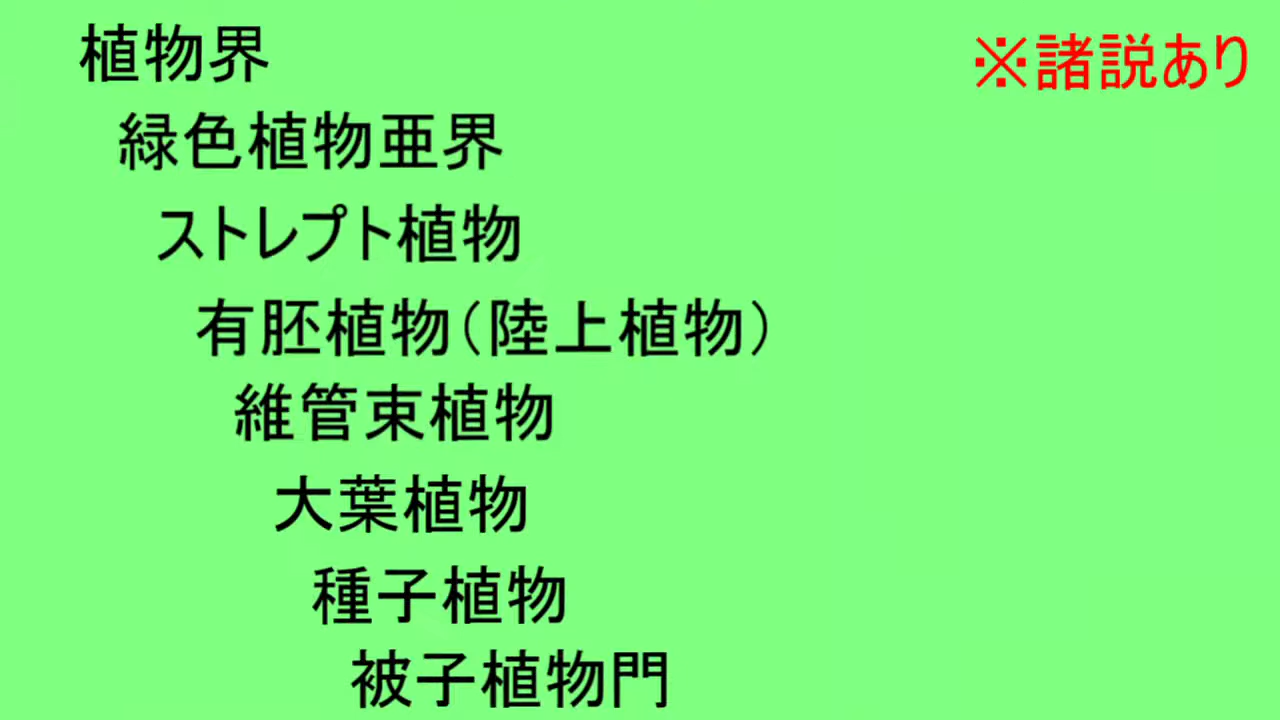 植物界
※諸説あり
緑色植物亜界
ストレプト植物
有胚植物(陸上植物)
維管束植物
大葉植物
種子植物
被子植物門